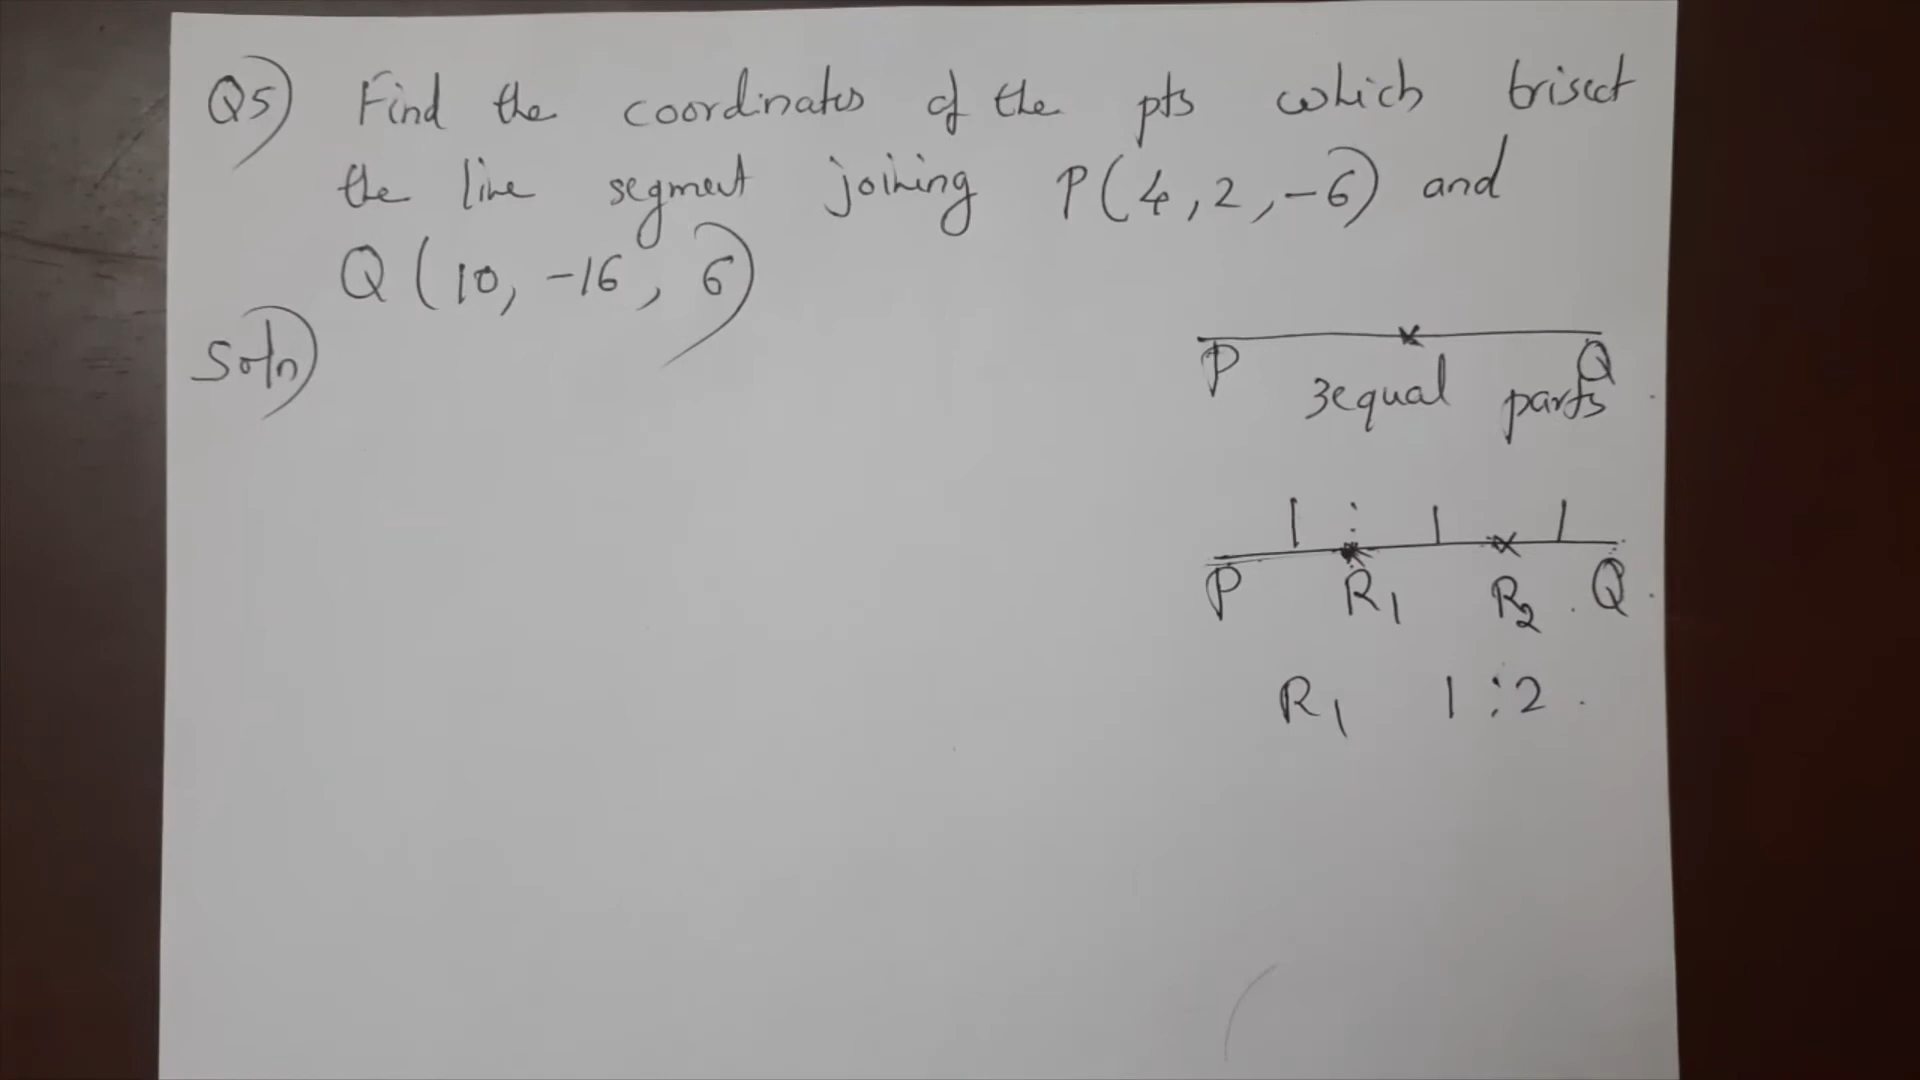 Q5) Find the coordinates of the pts which trisect
the line segment joining P(4,2,-6) and
Q(10,-16,6)
Soln)
P Q
3equal parts
1 : 1 1
P R1 R2 Q
R1 1:2